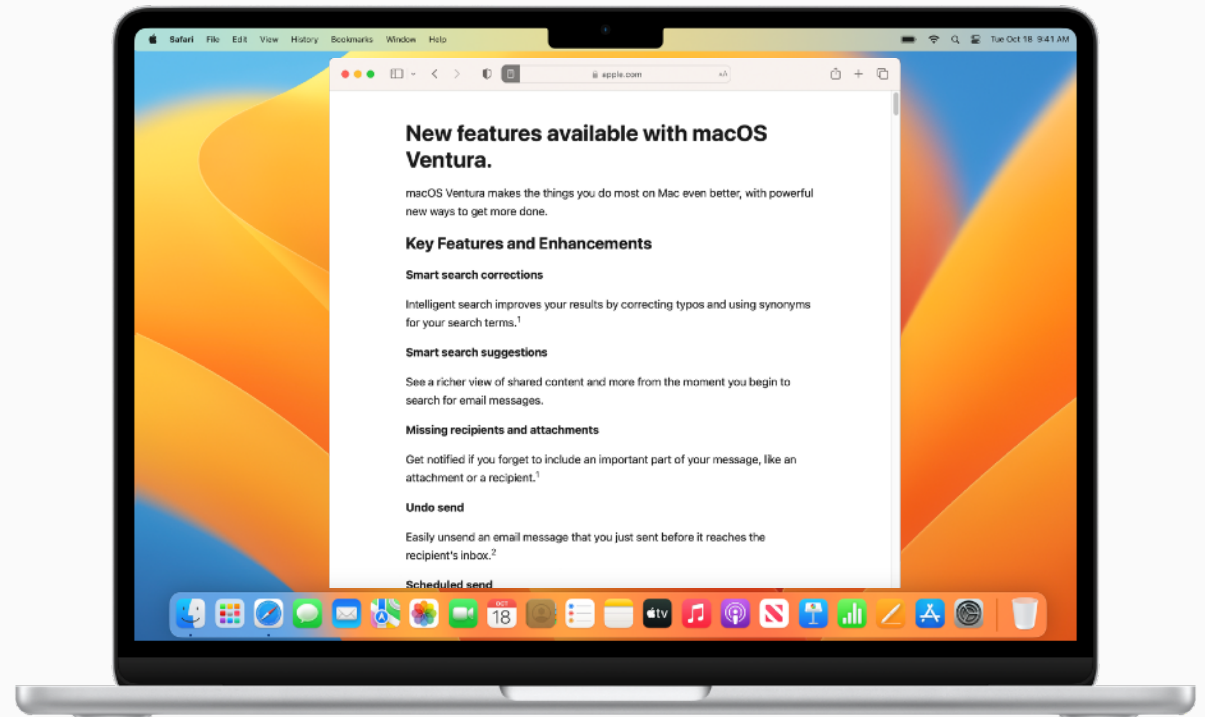 Safari File Edit View History Bookmarks Window Help
Tue Oct 18 9:41 AM
apple.com
New features available with macOS
Ventura.
macOS Ventura makes the things you do most on Mac even better, with powerful
new ways to get more done.
Key Features and Enhancements
Smart search corrections
Intelligent search improves your results by correcting typos and using synonyms
for your search terms.1
Smart search suggestions
See a richer view of shared content and more from the moment you begin to
search for email messages.
Missing recipients and attachments
Get notified if you forget to include an important part of your message, like an
attachment or a recipient.1
Undo send
Easily unsend an email message that you just sent before it reaches the
recipient's inbox.2
Scheduled send
OCT
18
tv